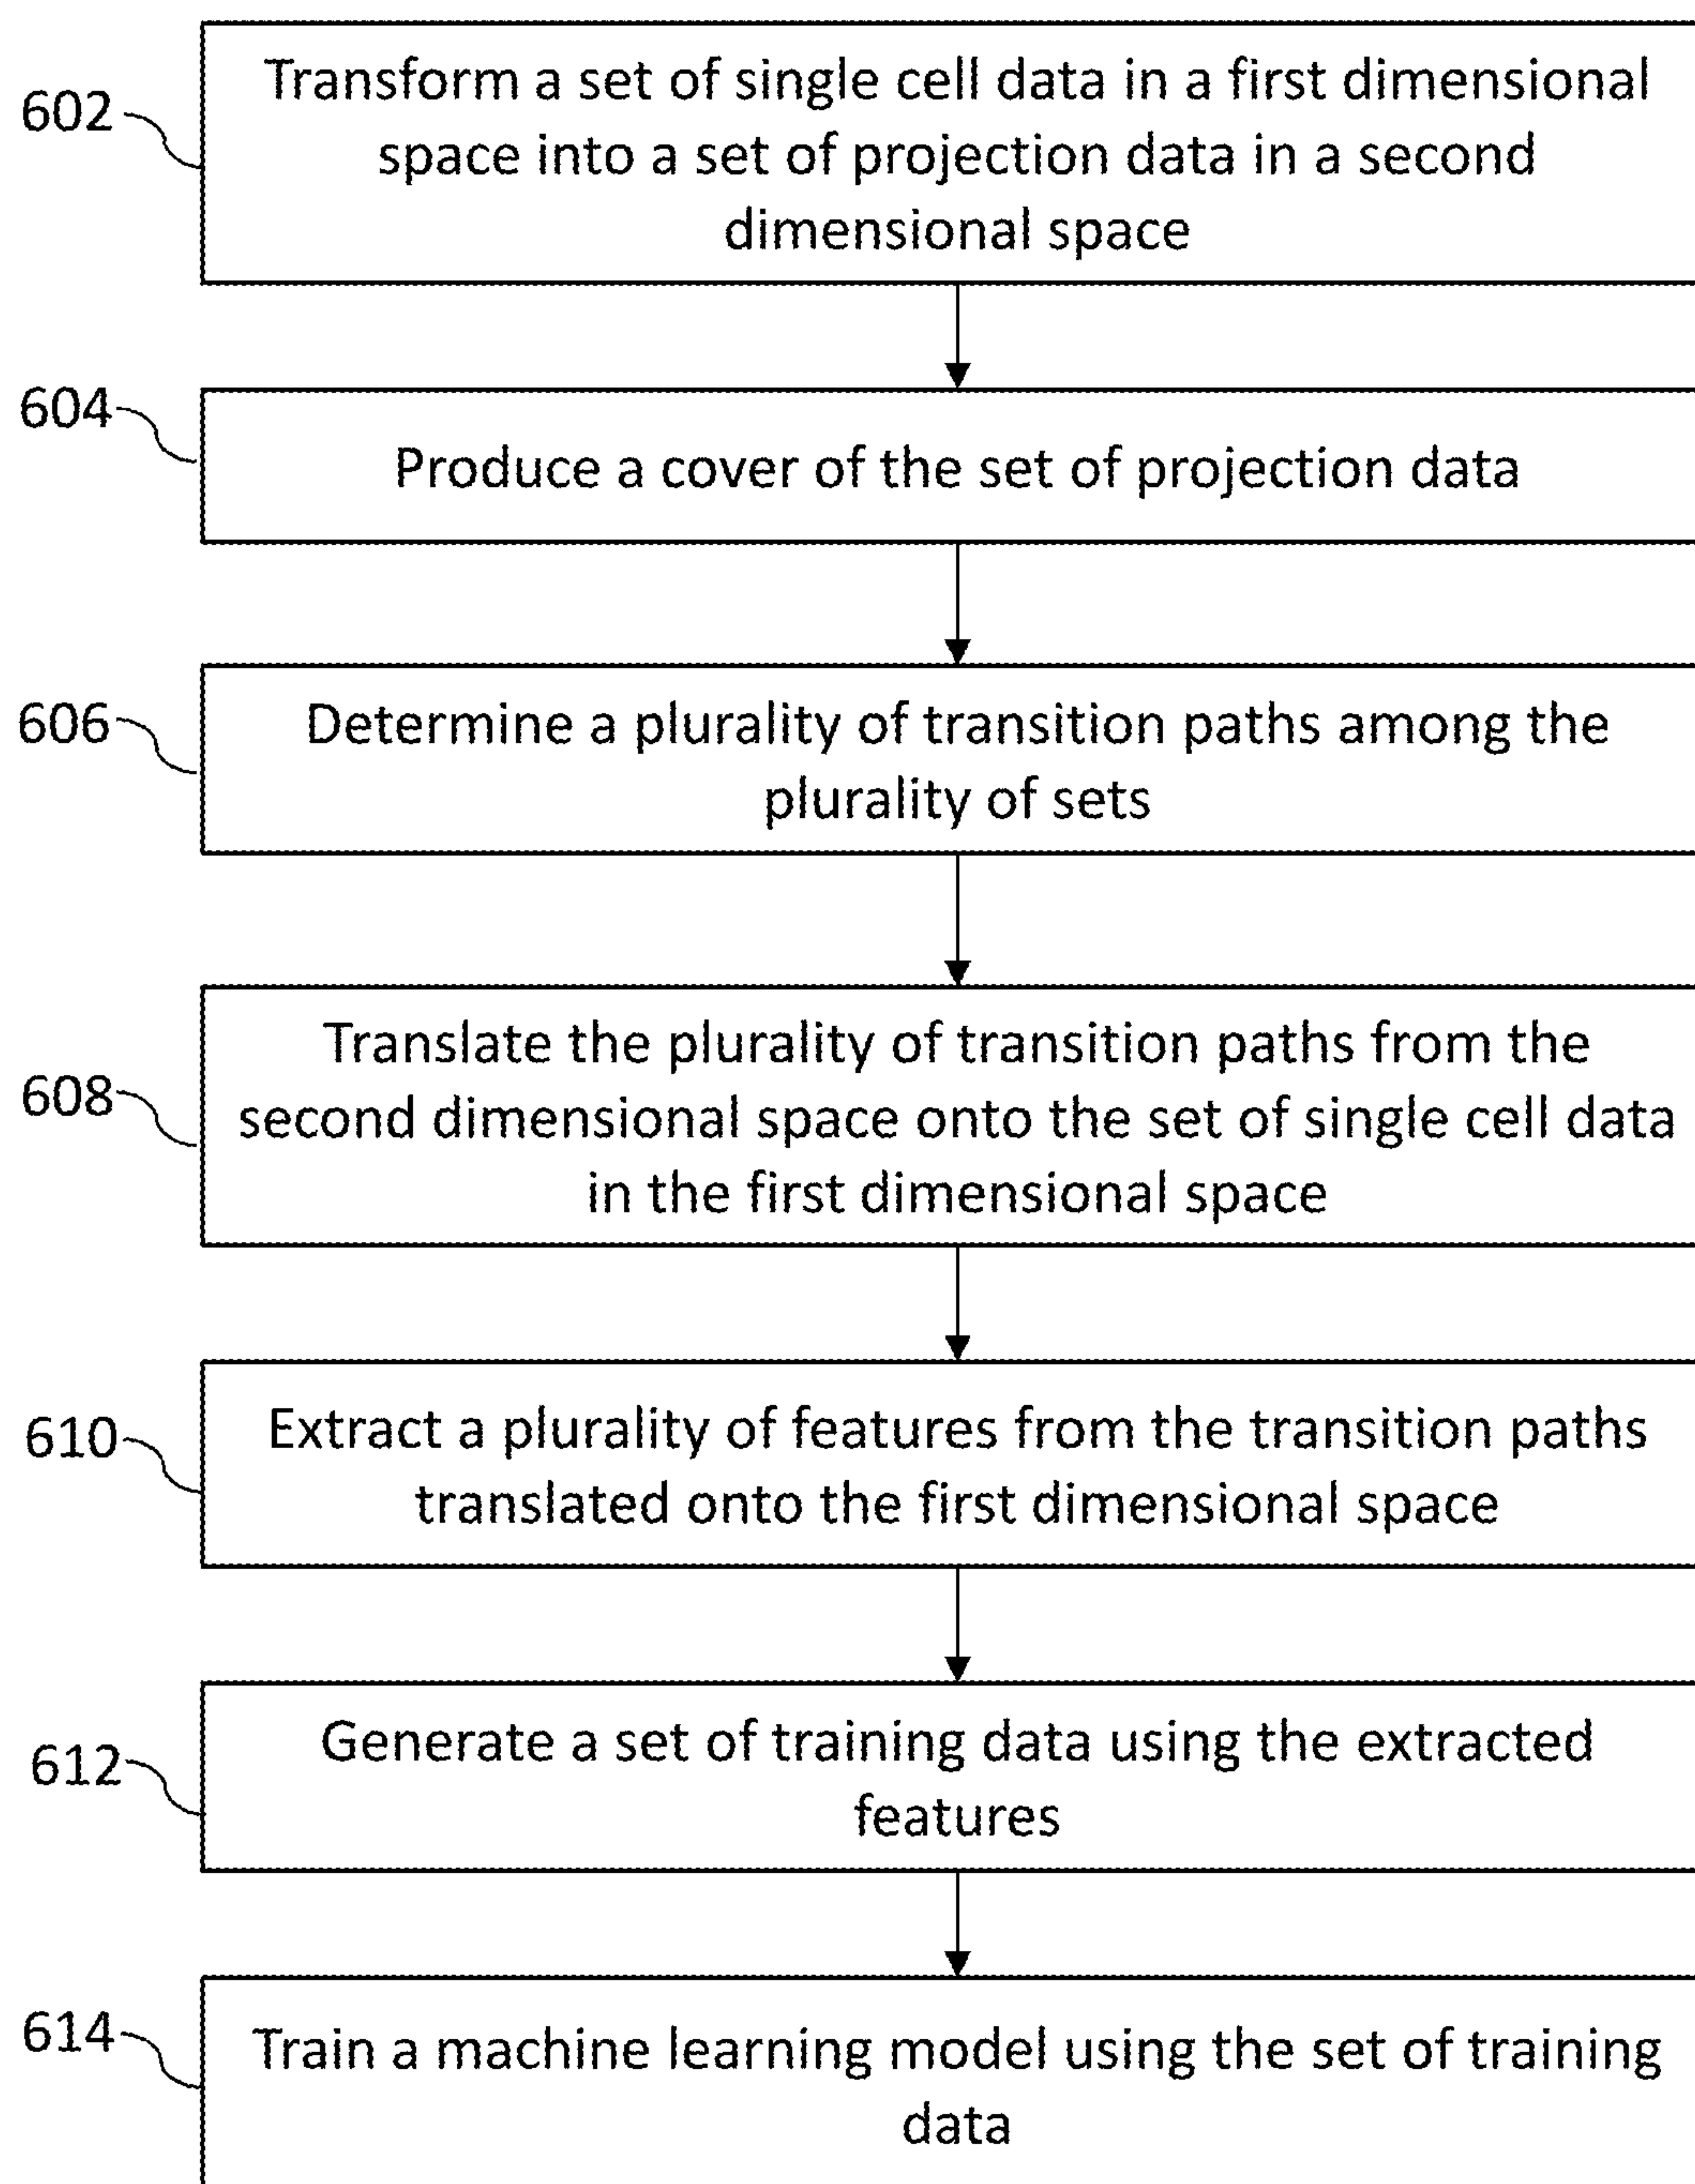 602
Transform a set of single cell data in a first dimensional
space into a set of projection data in a second
dimensional space
604
Produce a cover of the set of projection data
606
Determine a plurality of transition paths among the
plurality of sets
608
Translate the plurality of transition paths from the
second dimensional space onto the set of single cell data
in the first dimensional space
610
Extract a plurality of features from the transition paths
translated onto the first dimensional space
612
Generate a set of training data using the extracted
features
614
Train a machine learning model using the set of training
data